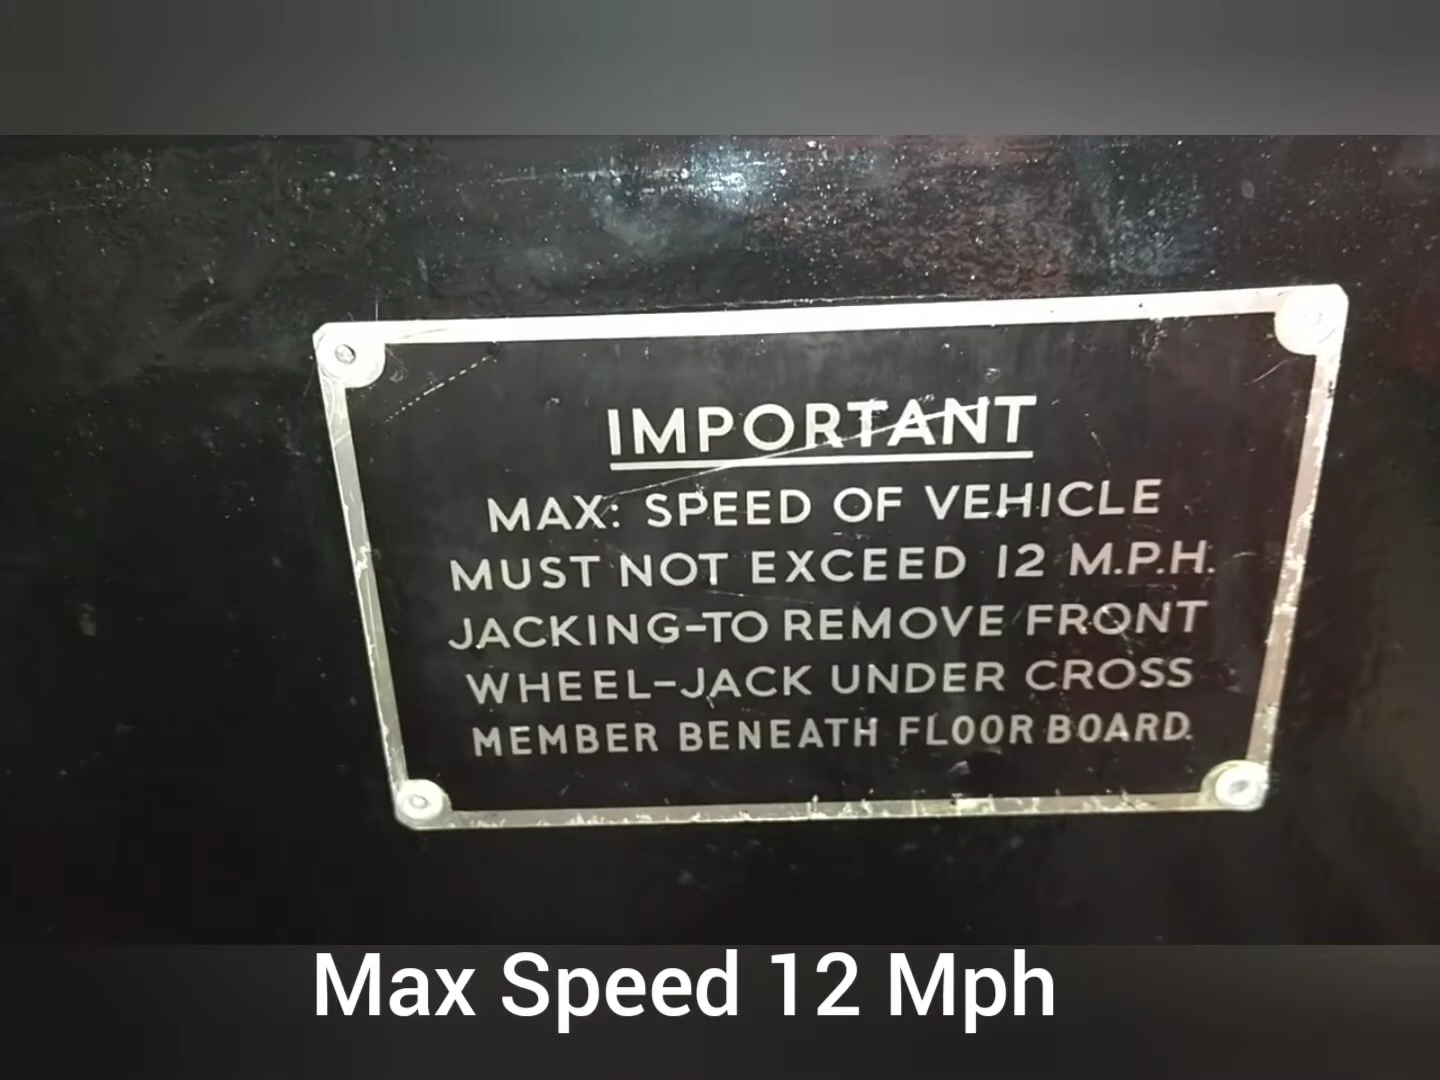 IMPORTANT
MAX: SPEED OF VEHICLE
MUST NOT EXCEED 12 M.P.H.
JACKING-TO REMOVE FRONT
WHEEL-JACK UNDER CROSS
MEMBER BENEATH FLOOR BOARD.
Max Speed 12 Mph